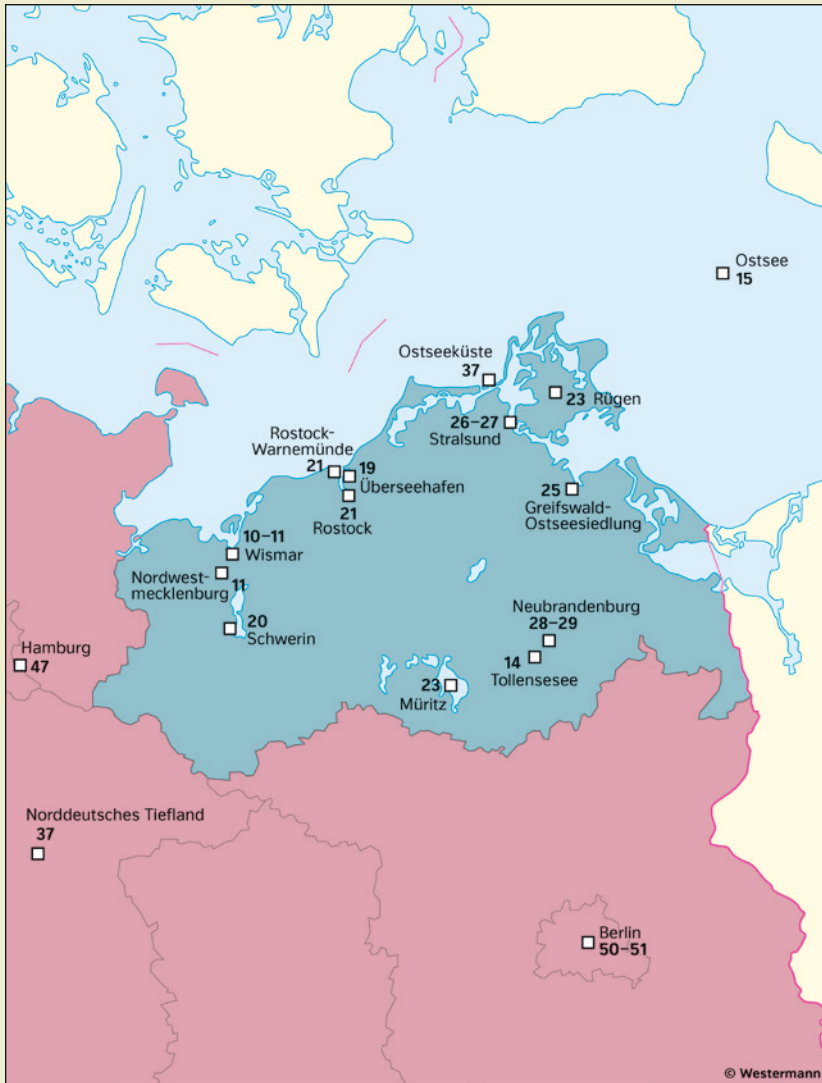 Ostsee
15
Ostseeküste
37
23 Rügen
26–27
Stralsund
Rostock-
Warnemünde
21
19
Überseehafen
21
Rostock
25
Greifswald-
Ostseesiedlung
10–11
Wismar
Nordwest-
mecklenburg
11
20
Schwerin
Neubrandenburg
28–29
14
Tollensesee
Hamburg
47
23
Müritz
Norddeutsches Tiefland
37
Berlin
50–51
© Westermann